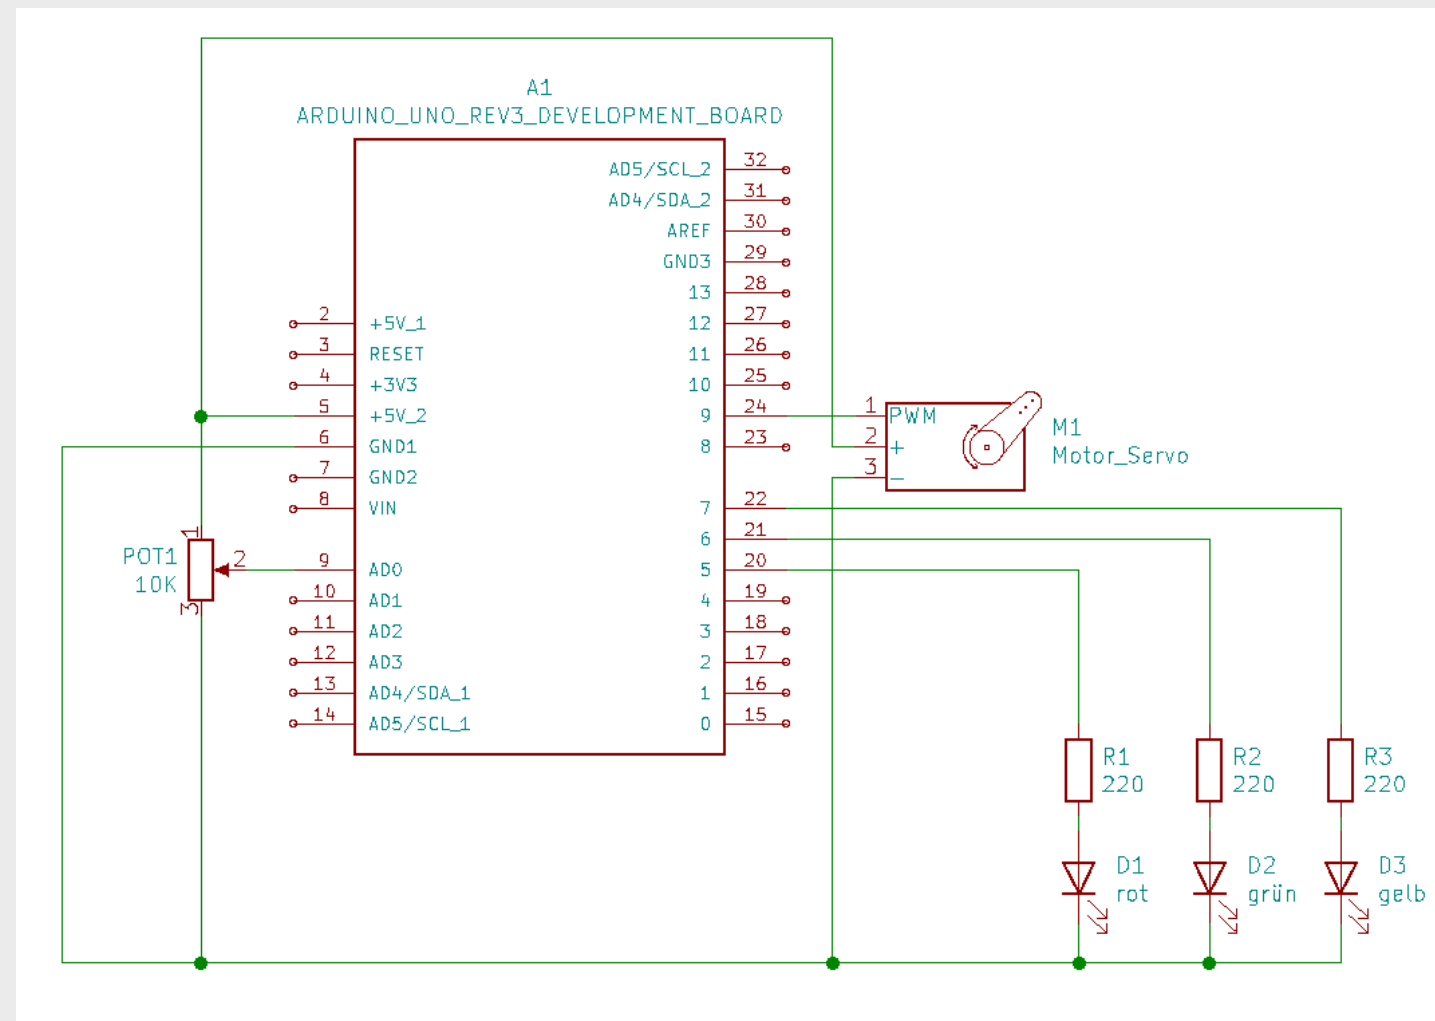 A1
ARDUINO_UNO_REV3_DEVELOPMENT_BOARD
AD5/SCL_2 32
AD4/SDA_2 31
AREF 30
GND3 29
13 28
2 +5V_1 12 27
3 RESET 11 26
4 +3V3 10 25
5 +5V_2 9 24
6 GND1 8 23
7 GND2
8 VIN 7 22
6 21
9 AD0 5 20
10 AD1 4 19
11 AD2 3 18
12 AD3 2 17
13 AD4/SDA_1 1 16
14 AD5/SCL_1 0 15
1 PWM
2 +
3 −
M1
Motor_Servo
1
POT1 2
10K
3
R1
220
R2
220
R3
220
D1
rot
D2
grün
D3
gelb